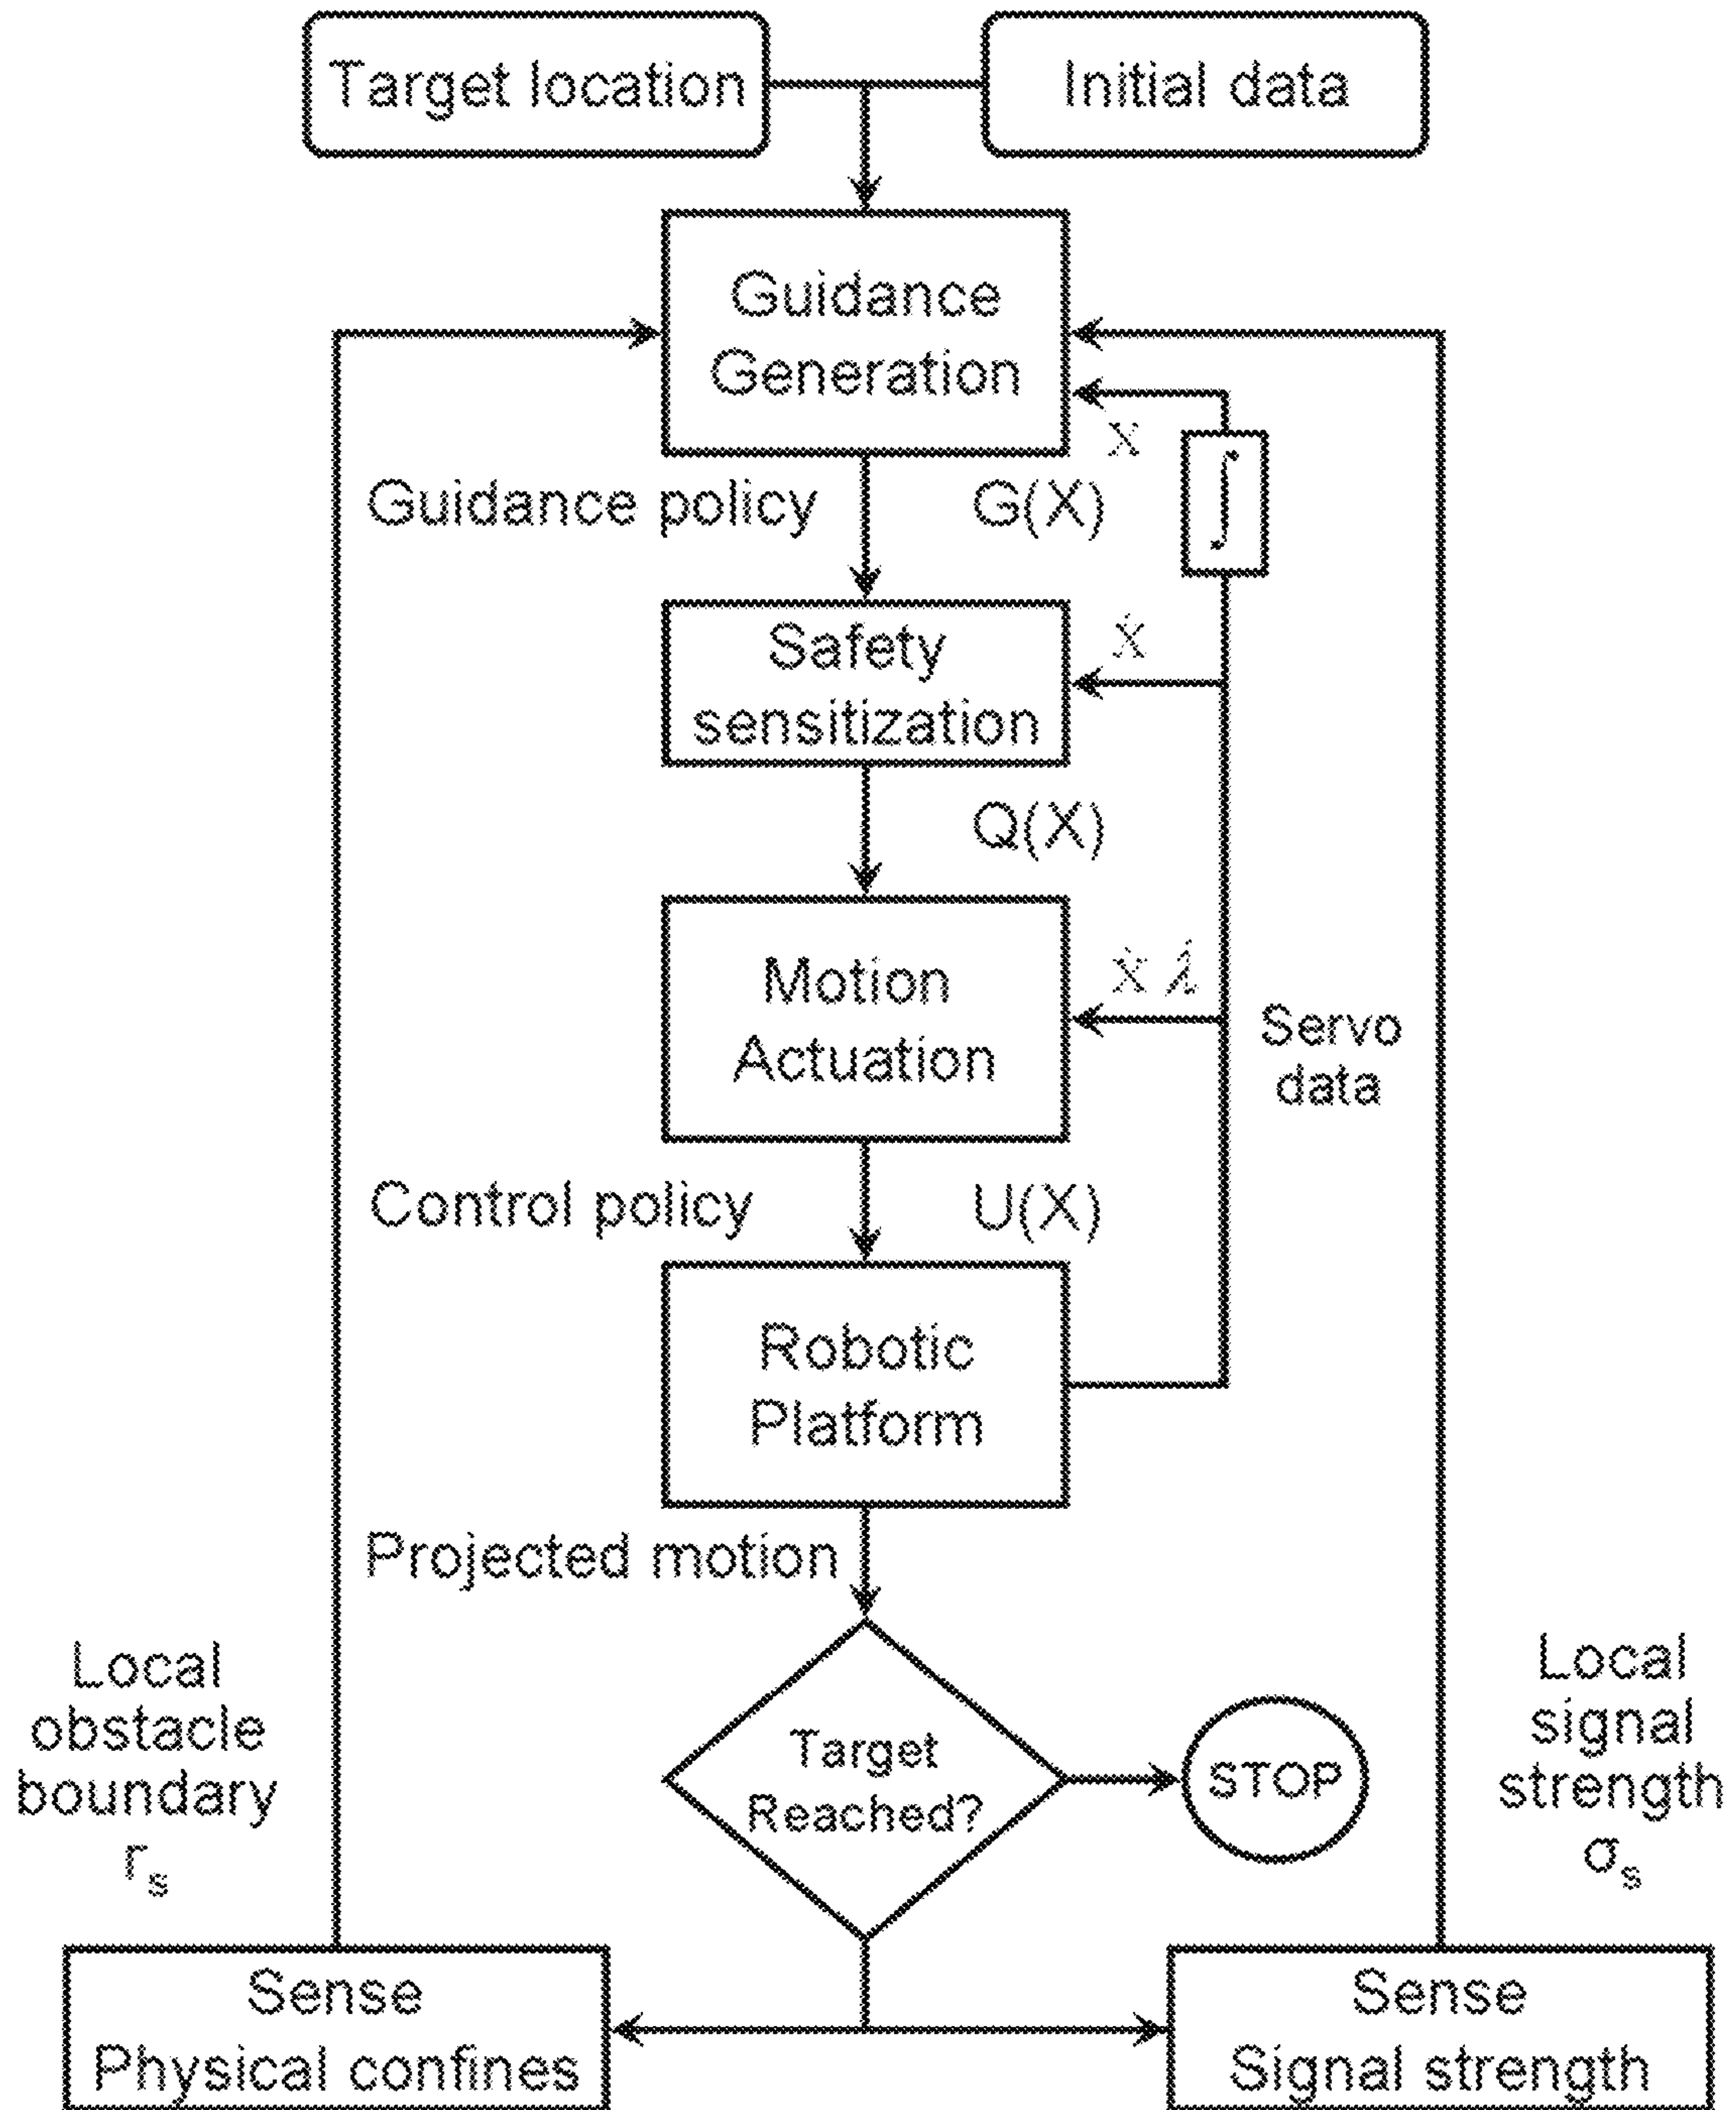 Target location
Initial data
Guidance
Generation
x
∫
Guidance policy
G(X)
Safety
sensitization
ẋ
Q(X)
Motion
Actuation
ẋ λ̇
Servo
data
Control policy
U(X)
Robotic
Platform
Projected motion
Local
obstacle
boundary
rₛ
Target
Reached?
STOP
Local
signal
strength
σₛ
Sense
Physical confines
Sense
Signal strength